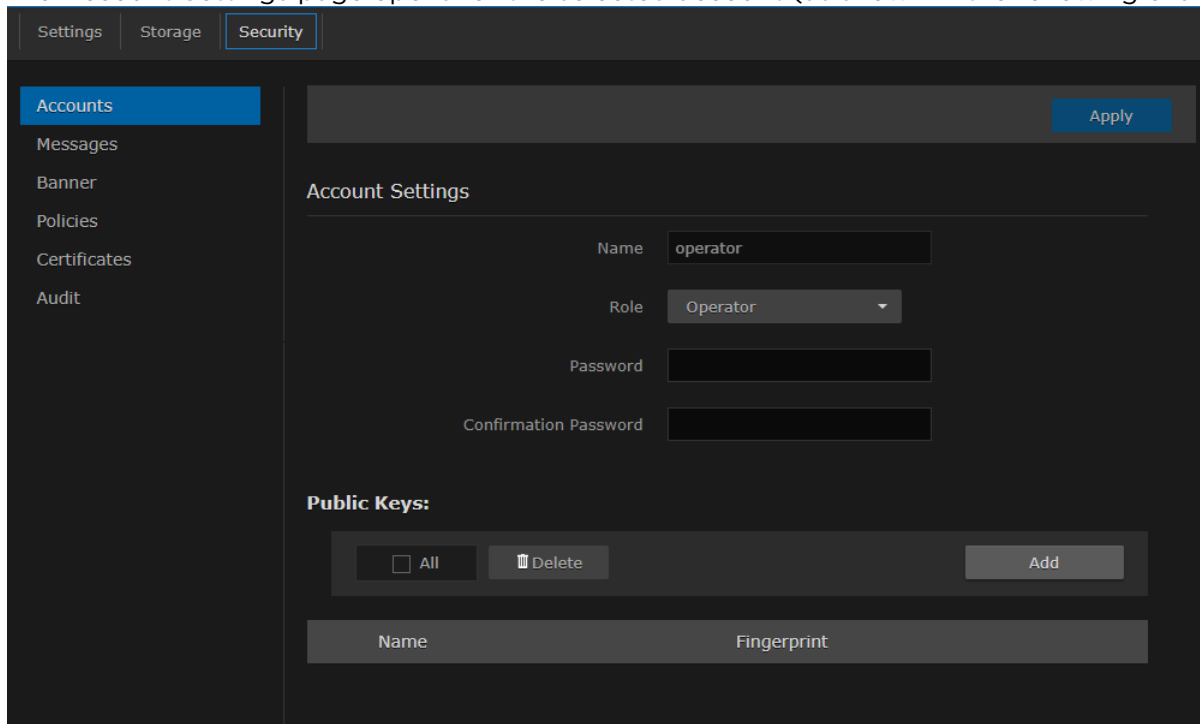 Settings Storage Security
Accounts
Messages
Banner
Policies
Certificates
Audit
Apply
Account Settings
Name operator
Role Operator
Password
Confirmation Password
Public Keys:
All Delete Add
Name Fingerprint